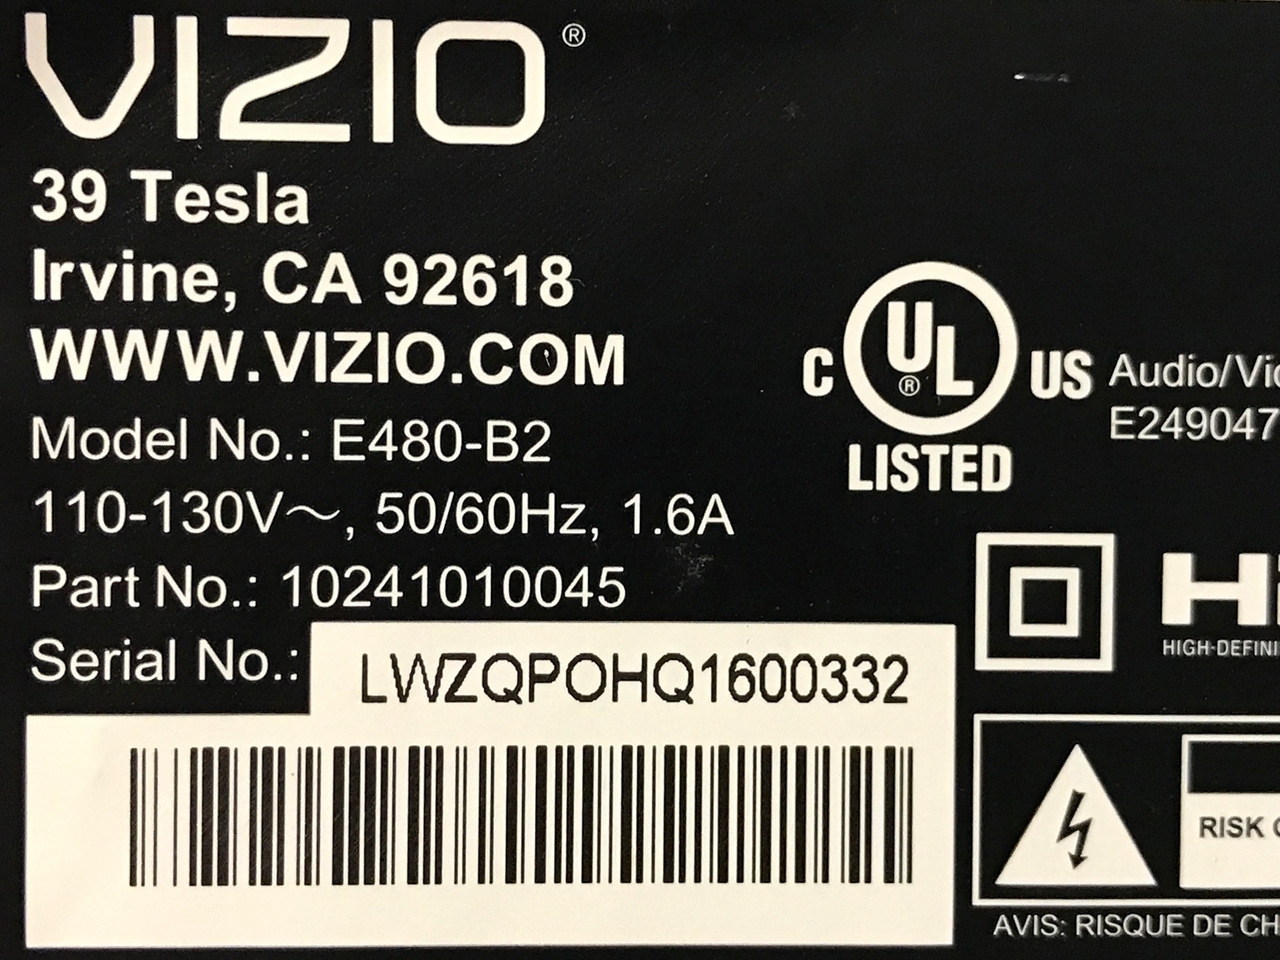 VIZIO®
39 Tesla
Irvine, CA 92618
WWW.VIZIO.COM
Model No.: E480-B2
110-130V～, 50/60Hz, 1.6A
Part No.: 10241010045
Serial No.: LWZQPOHQ1600332
C UL® US
LISTED
Audio/Vi
E249047
H
HIGH-DEFINI
RISK
AVIS: RISQUE DE CH